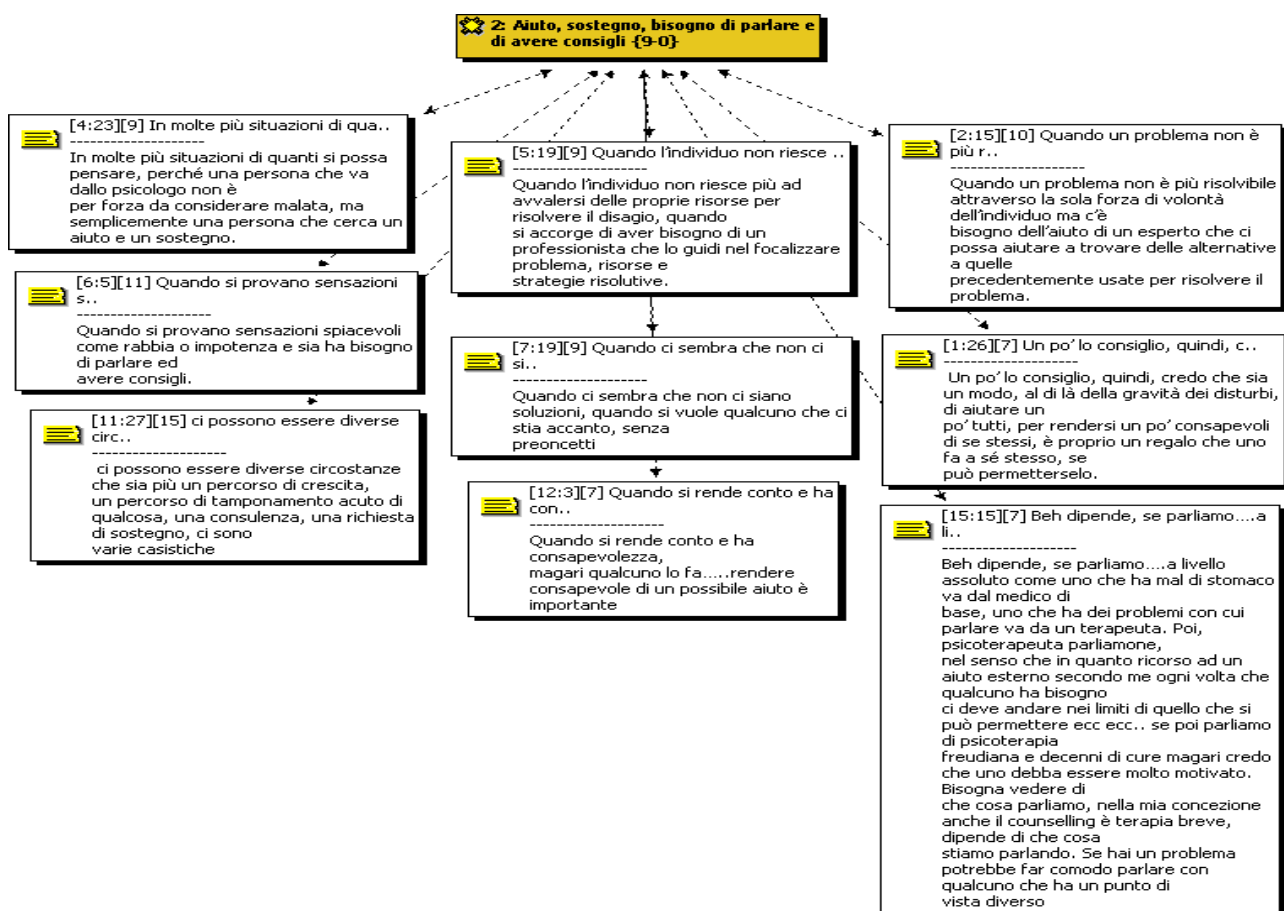 2: Aiuto, sostegno, bisogno di parlare e
di avere consigli {9-0}
[4:23][9] In molte più situazioni di qua..
--------------------
In molte più situazioni di quanti si possa
pensare, perché una persona che va
dallo psicologo non è
per forza da considerare malata, ma
semplicemente una persona che cerca un
aiuto e un sostegno.
[6:5][11] Quando si provano sensazioni
s..
--------------------
Quando si provano sensazioni spiacevoli
come rabbia o impotenza e sia ha bisogno
di parlare ed
avere consigli.
[11:27][15] ci possono essere diverse
circ..
--------------------
ci possono essere diverse circostanze
che sia più un percorso di crescita,
un percorso di tamponamento acuto di
qualcosa, una consulenza, una richiesta
di sostegno, ci sono
varie casistiche
[5:19][9] Quando l'individuo non riesce ..
--------------------
Quando l'individuo non riesce più ad
avvalersi delle proprie risorse per
risolvere il disagio, quando
si accorge di aver bisogno di un
professionista che lo guidi nel focalizzare
problema, risorse e
strategie risolutive.
[7:19][9] Quando ci sembra che non ci
si..
--------------------
Quando ci sembra che non ci siano
soluzioni, quando si vuole qualcuno che ci
stia accanto, senza
preoncetti
[12:3][7] Quando si rende conto e ha
con..
--------------------
Quando si rende conto e ha
consapevolezza,
magari qualcuno lo fa.....rendere
consapevole di un possibile aiuto è
importante
[2:15][10] Quando un problema non è
più r..
--------------------
Quando un problema non è più risolvibile
attraverso la sola forza di volontà
dell'individuo ma c'è
bisogno dell'aiuto di un esperto che ci
possa aiutare a trovare delle alternative
a quelle
precedentemente usate per risolvere il
problema.
[1:26][7] Un po' lo consiglio, quindi, c..
--------------------
Un po' lo consiglio, quindi, credo che sia
un modo, al di là della gravità dei disturbi,
di aiutare un
po' tutti, per rendersi un po' consapevoli
di se stessi, è proprio un regalo che uno
fa a sé stesso, se
può permetterselo.
[15:15][7] Beh dipende, se parliamo....a
li..
--------------------
Beh dipende, se parliamo....a livello
assoluto come uno che ha mal di stomaco
va dal medico di
base, uno che ha dei problemi con cui
parlare va da un terapeuta. Poi,
psicoterapeuta parliamone,
nel senso che in quanto ricorso ad un
aiuto esterno secondo me ogni volta che
qualcuno ha bisogno
ci deve andare nei limiti di quello che si
può permettere ecc ecc.. se poi parliamo
di psicoterapia
freudiana e decenni di cure magari credo
che uno debba essere molto motivato.
Bisogna vedere di
che cosa parliamo, nella mia concezione
anche il counselling è terapia breve,
dipende di che cosa
stiamo parlando. Se hai un problema
potrebbe far comodo parlare con
qualcuno che ha un punto di
vista diverso